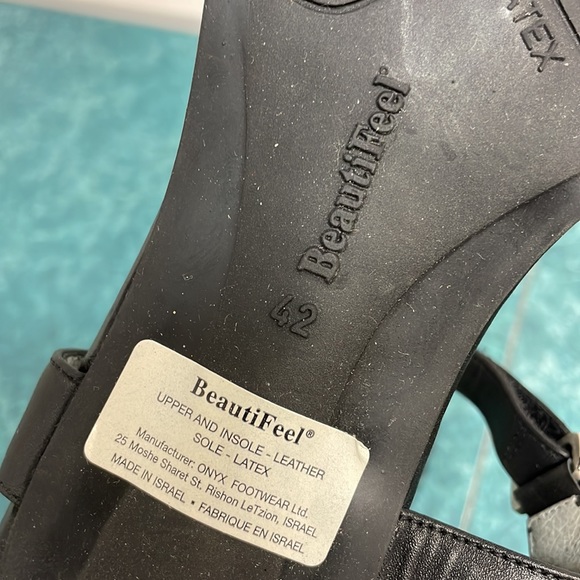 ATEX
BeautiFeel®
42
BeautiFeel®
UPPER AND INSOLE - LEATHER
SOLE - LATEX
Manufacturer: ONYX FOOTWEAR Ltd.
25 Moshe Sharet St. Rishon LeTzion, ISRAEL
MADE IN ISRAEL • FABRIQUE EN ISRAEL